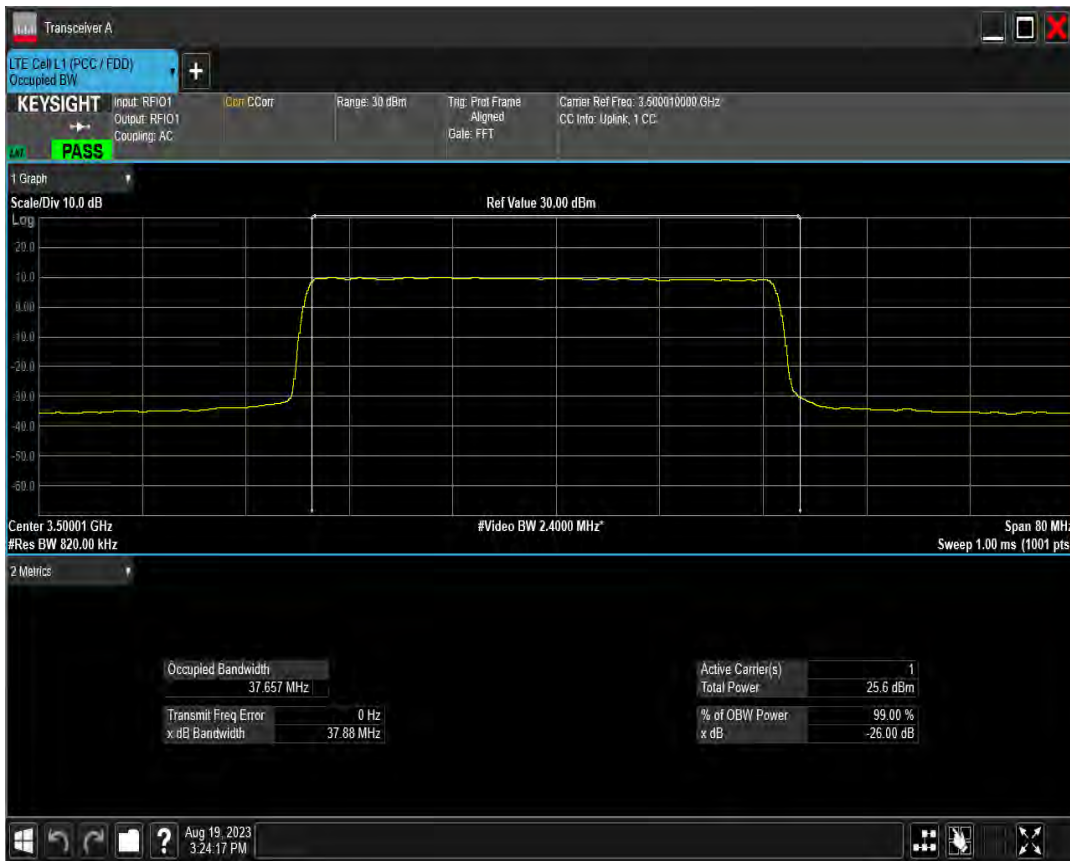 Transceiver A
LTE Cell L1 (PCC / FDD)
Occupied BW
+
KEYSIGHT
Input: RFIO1
Output: RFIO1
Coupling: AC
Corr CCorr
Range: 30 dBm
Trig: Prot Frame
Aligned
Gate: FFT
Carrier Ref Freq: 3.500010000 GHz
CC Info: Uplink, 1 CC
PASS
1 Graph
Scale/Div 10.0 dB
Ref Value 30.00 dBm
Log
20.0
10.0
0.00
-10.0
-20.0
-30.0
-40.0
-50.0
-60.0
Center 3.50001 GHz
#Video BW 2.4000 MHz*
Span 80 MHz
#Res BW 820.00 kHz
Sweep 1.00 ms (1001 pts
2 Metrics
Occupied Bandwidth
37.657 MHz
Transmit Freq Error 0 Hz
x dB Bandwidth 37.88 MHz
Active Carrier(s) 1
Total Power 25.6 dBm
% of OBW Power 99.00 %
x dB -26.00 dB
?
Aug 19, 2023
3:24:17 PM